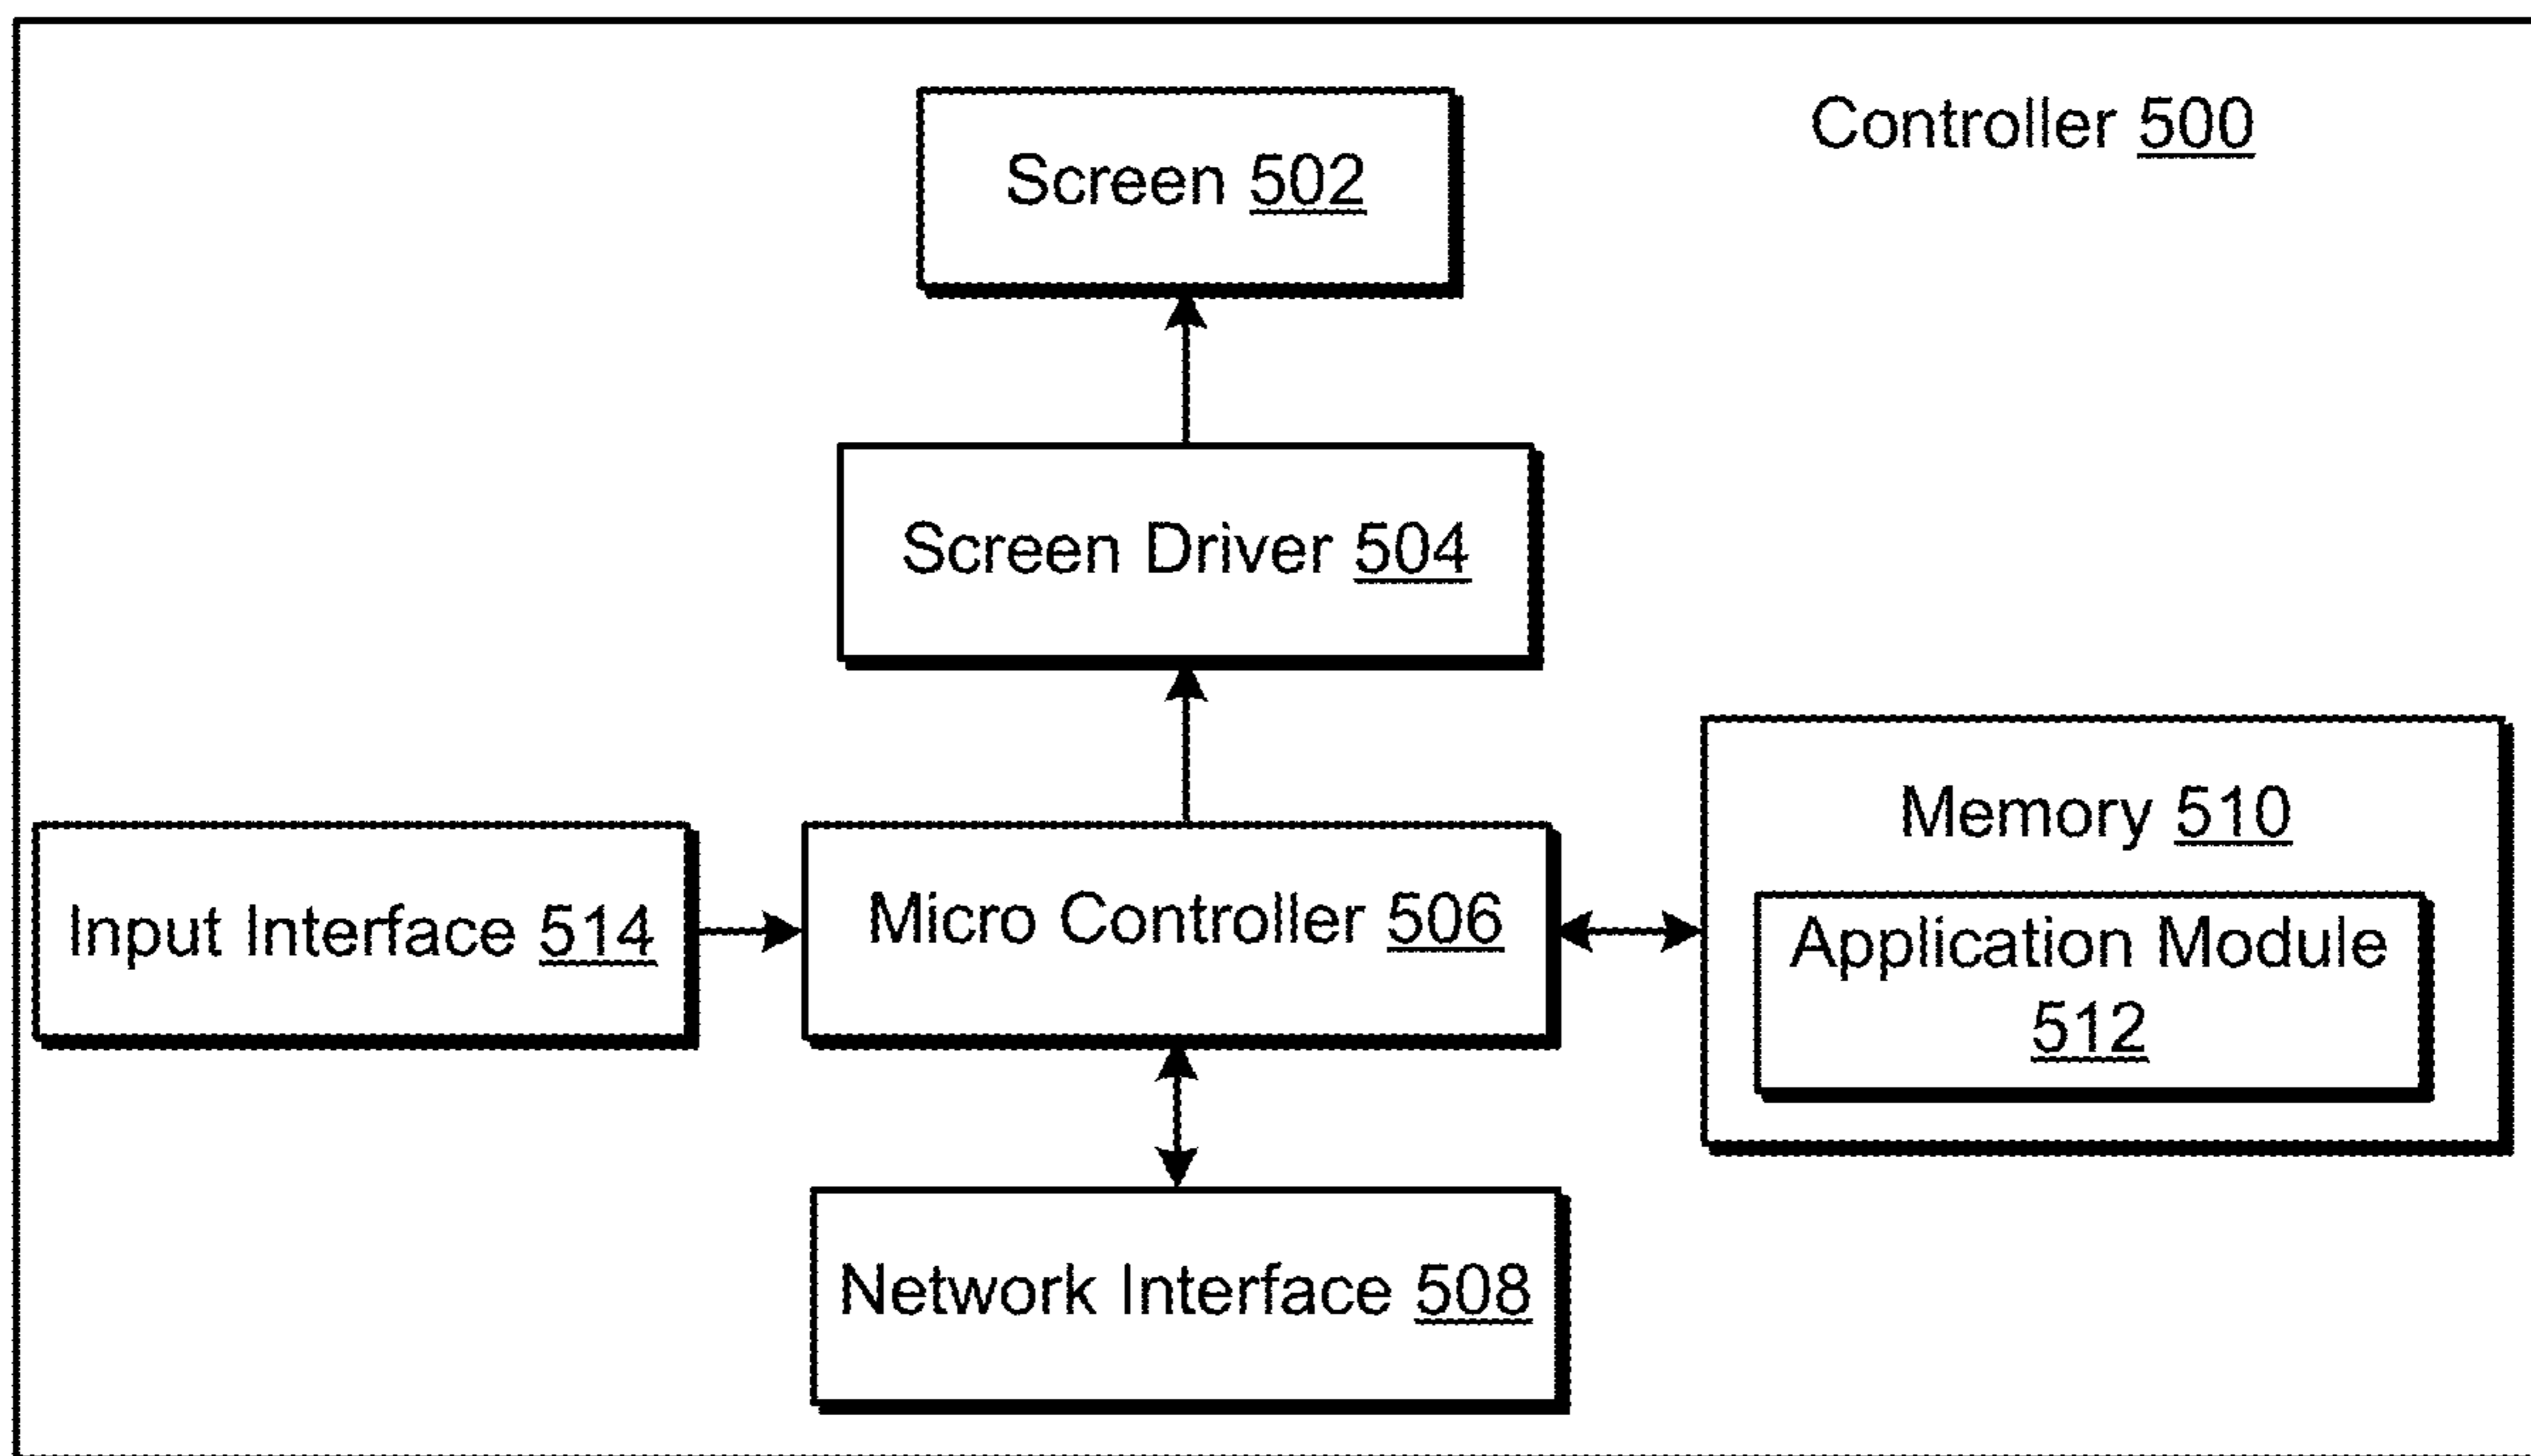 Controller 500
Screen 502
Screen Driver 504
Memory 510
Input Interface 514
Micro Controller 506
Application Module
512
Network Interface 508